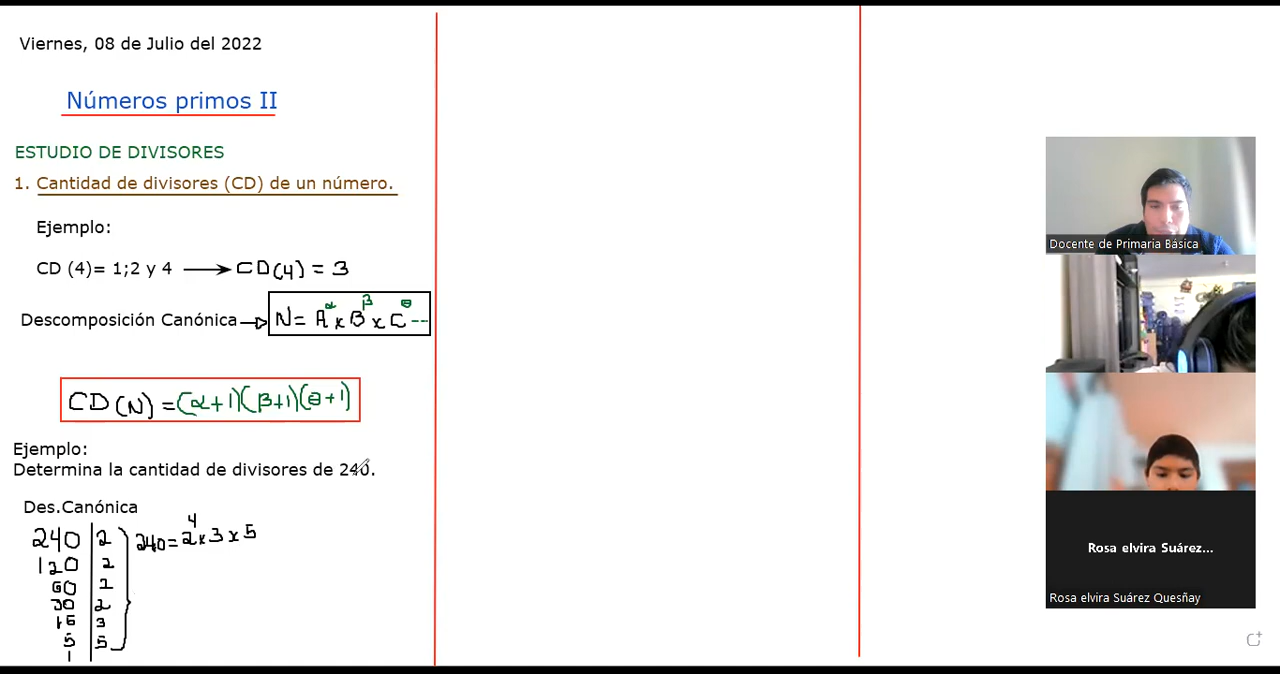 Viernes, 08 de Julio del 2022
Números primos II
ESTUDIO DE DIVISORES
1. Cantidad de divisores (CD) de un número.
Ejemplo:
CD (4)= 1;2 y 4 → CD(4) = 3
Descomposición Canónica → N = A^α x B^β x C^θ ---
CD(N) = (α+1)(β+1)(θ+1)
Ejemplo:
Determina la cantidad de divisores de 240.
Des.Canónica
240 | 2 } 240 = 2^4 x 3 x 5
120 | 2
60 | 2
30 | 2
15 | 3
5 | 5
1
Docente de Primaria Básica
Rosa elvira Suárez...
Rosa elvira Suárez Quesñay